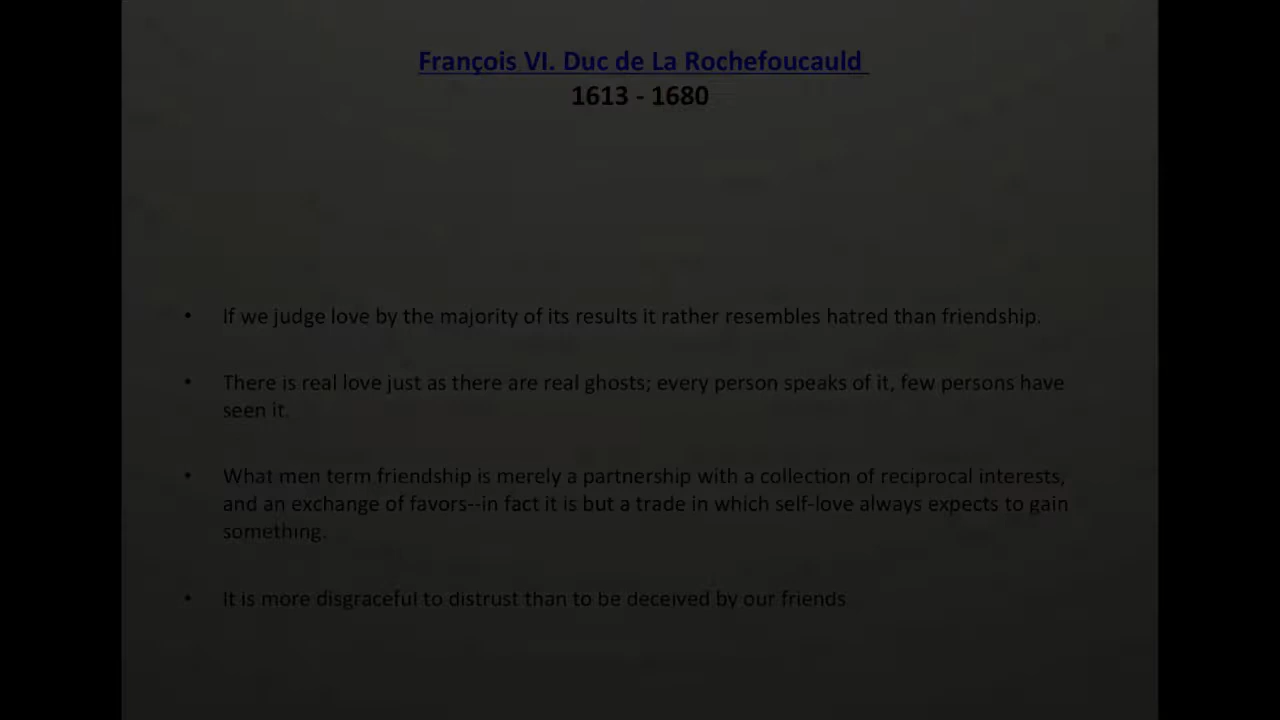 François VI. Duc de La Rochefoucauld
1613 - 1680
• If we judge love by the majority of its results it rather resembles hatred than friendship.
• There is real love just as there are real ghosts; every person speaks of it, few persons have
seen it.
• What men term friendship is merely a partnership with a collection of reciprocal interests,
and an exchange of favors--in fact it is but a trade in which self-love always expects to gain
something.
• It is more disgraceful to distrust than to be deceived by our friends